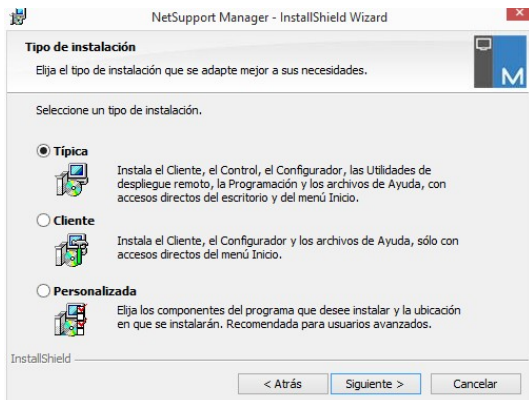 NetSupport Manager - InstallShield Wizard
Tipo de instalación
Elija el tipo de instalación que se adapte mejor a sus necesidades.
M
Seleccione un tipo de instalación.
Típica
Instala el Cliente, el Control, el Configurador, las Utilidades de
despliegue remoto, la Programación y los archivos de Ayuda, con
accesos directos del escritorio y del menú Inicio.
Cliente
Instala el Cliente, el Configurador y los archivos de Ayuda, sólo con
accesos directos del menú Inicio.
Personalizada
Elija los componentes del programa que desee instalar y la ubicación
en que se instalarán. Recomendada para usuarios avanzados.
InstallShield
< Atrás Siguiente > Cancelar